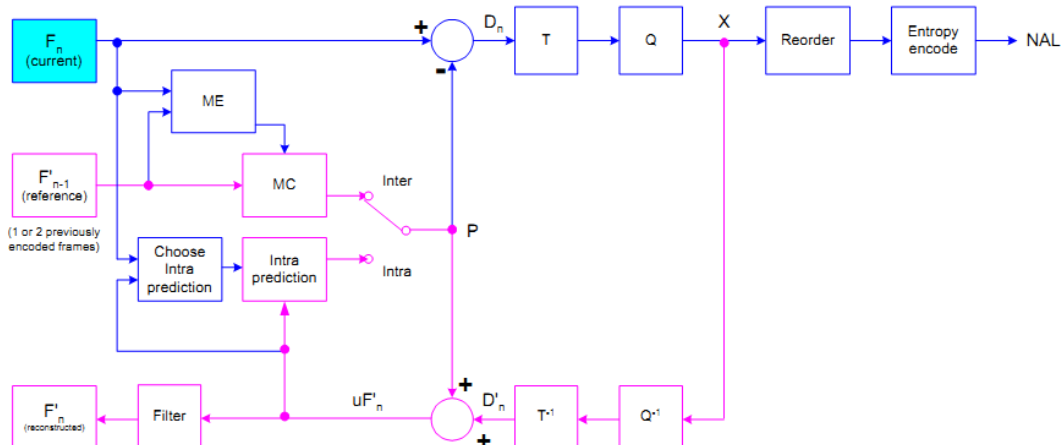 Fn
(current)
+
-
Dn
T
Q
X
Reorder
Entropy
encode
NAL
ME
F'n-1
(reference)
(1 or 2 previously
encoded frames)
MC
Inter
P
Choose
Intra
prediction
Intra
prediction
Intra
F'n
(reconstructed)
Filter
uF'n
+
+
D'n
T-1
Q-1